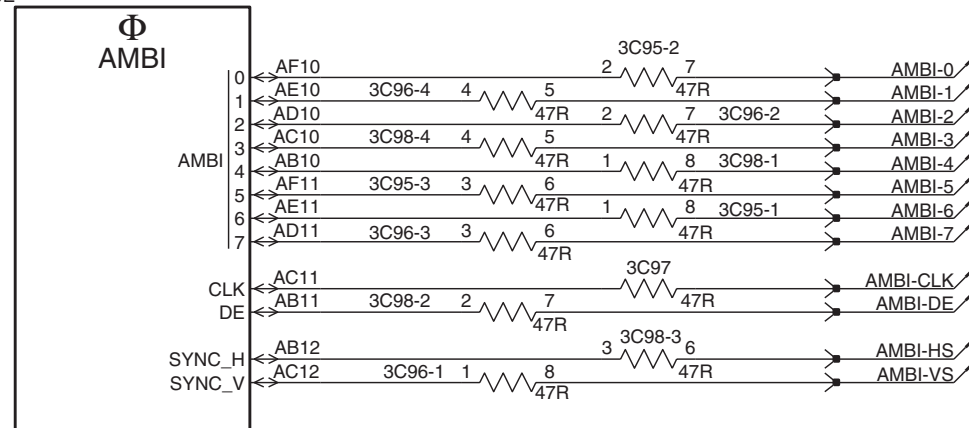 Φ
AMBI
3C95-2
0 AF10 2 7 47R AMBI-0
1 AE10 3C96-4 4 5 47R AMBI-1
2 AD10 2 7 3C96-2 47R AMBI-2
3 AC10 3C98-4 4 5 47R AMBI-3
AMBI
4 AB10 1 8 3C98-1 47R AMBI-4
5 AF11 3C95-3 3 6 47R AMBI-5
6 AE11 1 8 3C95-1 47R AMBI-6
7 AD11 3C96-3 3 6 47R AMBI-7
3C97
CLK AC11 47R AMBI-CLK
DE AB11 3C98-2 2 7 47R AMBI-DE
3C98-3
SYNC_H AB12 3 6 47R AMBI-HS
SYNC_V AC12 3C96-1 1 8 47R AMBI-VS